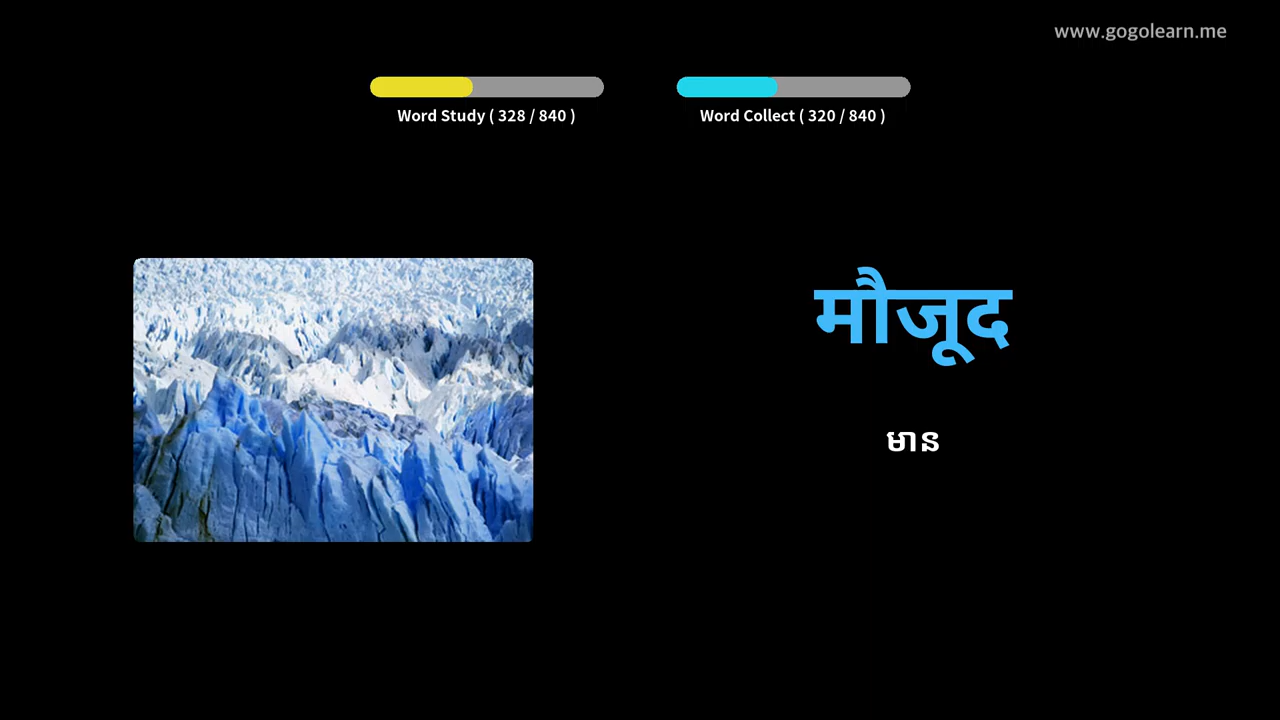 www.gogolearn.me
Word Study ( 328 / 840 )
Word Collect ( 320 / 840 )
मौजूद
មាន